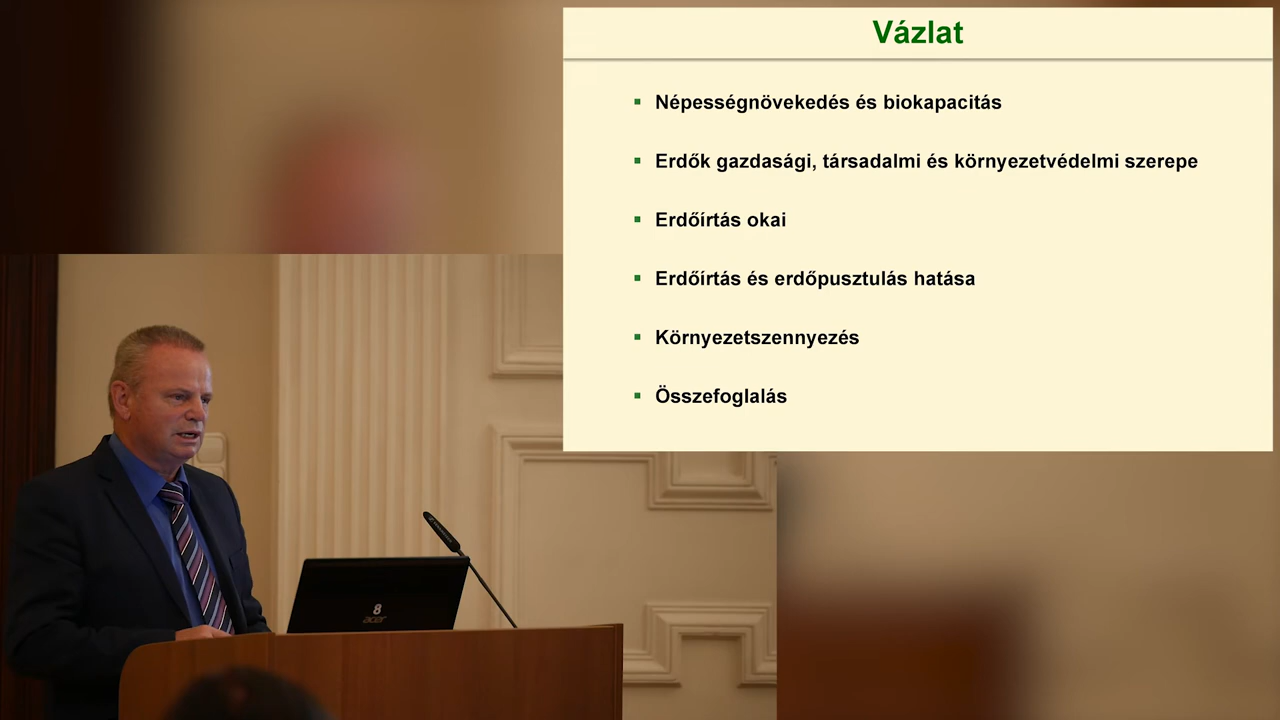 Vázlat
Népességnövekedés és biokapacitás
Erdők gazdasági, társadalmi és környezetvédelmi szerepe
Erdőírtás okai
Erdőírtás és erdőpusztulás hatása
Környezetszennyezés
Összefoglalás
8
acer